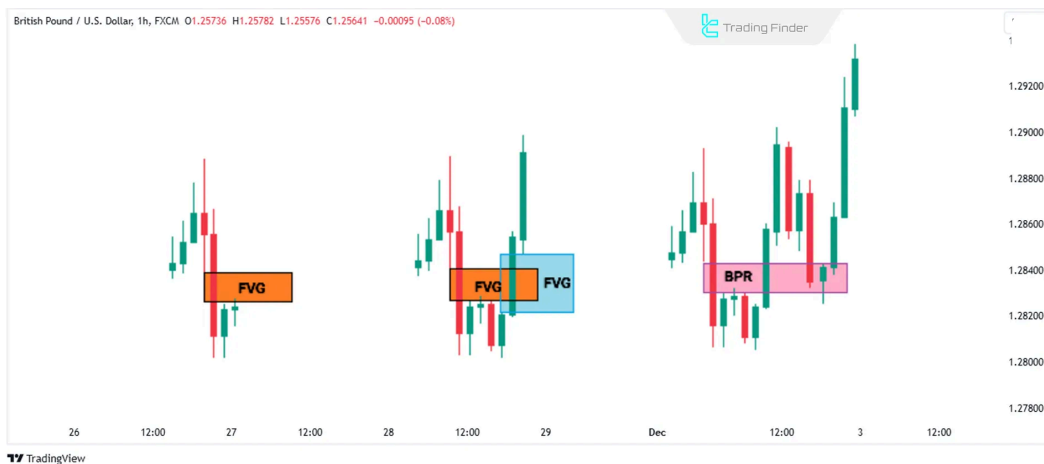 British Pound / U.S. Dollar, 1h, FXCM O1.25736 H1.25782 L1.25576 C1.25641 −0.00095 (−0.08%)
Trading Finder
1.29200
1.29000
1.28800
1.28600
1.28400
1.28200
1.28000
1.27800
FVG
FVG
FVG
BPR
26 12:00 27 12:00 28 12:00 29 Dec 12:00 3 12:00
TradingView